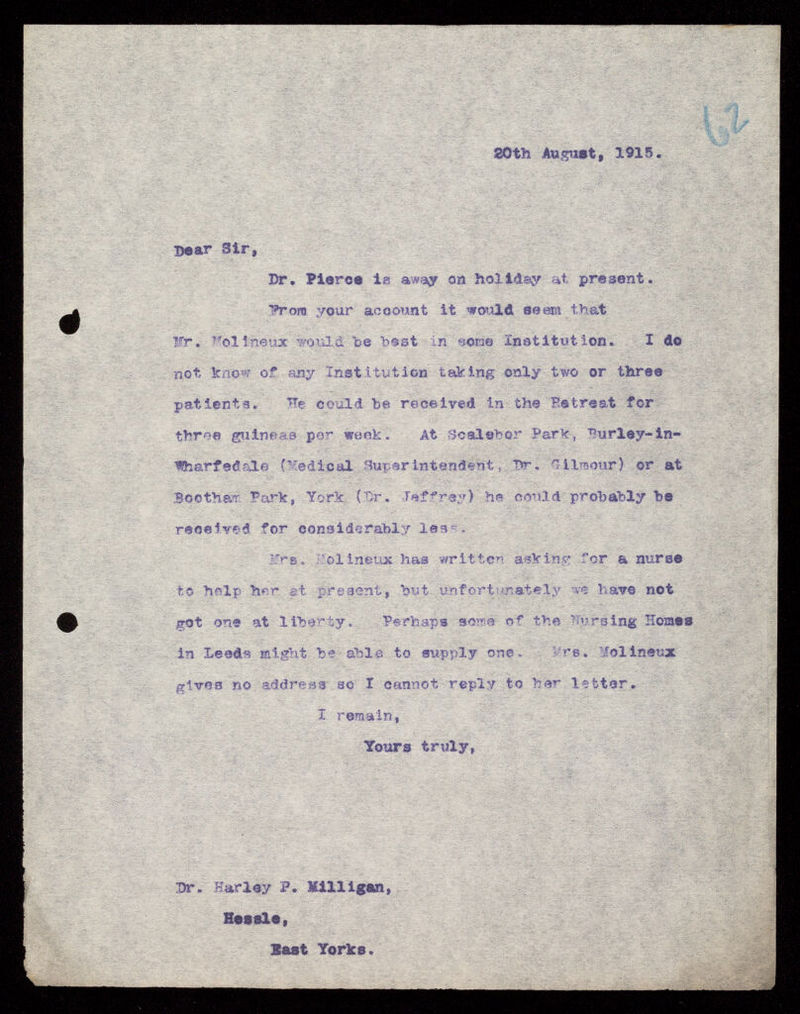 62
20th August, 1915.
Dear Sir,
Dr. Pierce is away on holiday at present.
From your account it would seem that
Mr. Molineux would be best in some Institution. I do
not know of any Institution taking only two or three
patients. He could be received in the Retreat for
three guineas per week. At Scalebor Park, Burley-in-
Wharfedale (Medical Superintendent, Dr. Gilmour) or at
Bootham Park, York (Dr. Jeffrey) he could probably be
received for considerably less.
Mrs. Molineux has written asking for a nurse
to help her at present, but unfortunately we have not
got one at liberty. Perhaps some of the Nursing Homes
in Leeds might be able to supply one. Mrs. Molineux
gives no address so I cannot reply to her letter.
I remain,
Yours truly,
Dr. Harley P. Milligan,
Hessle,
East Yorks.